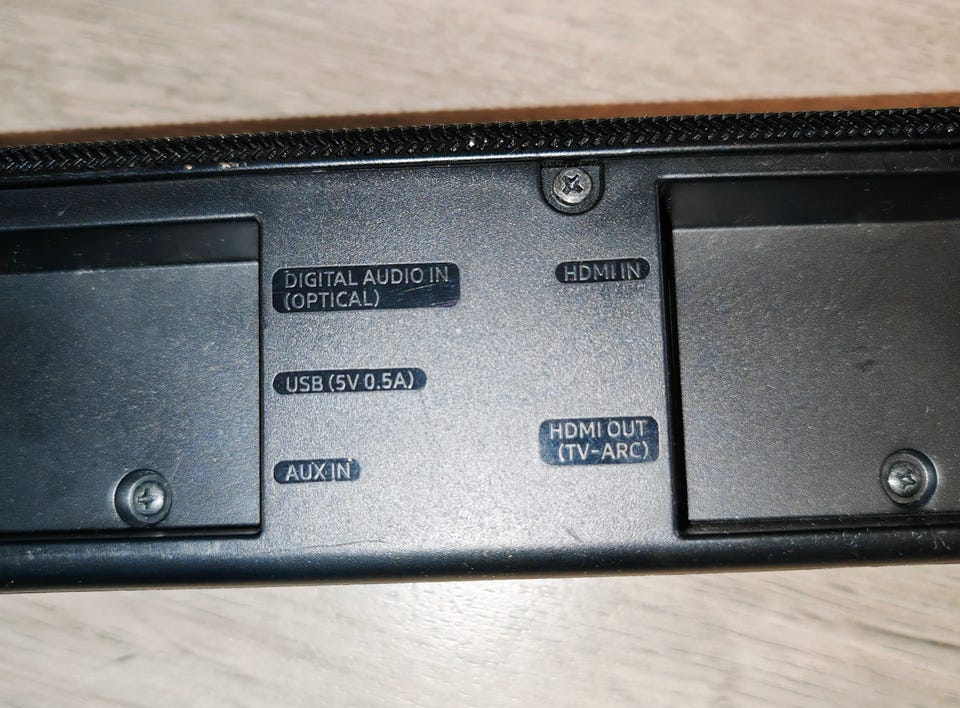 DIGITAL AUDIO IN
(OPTICAL)
USB (5V 0.5A)
AUX IN
HDMI IN
HDMI OUT
(TV-ARC)